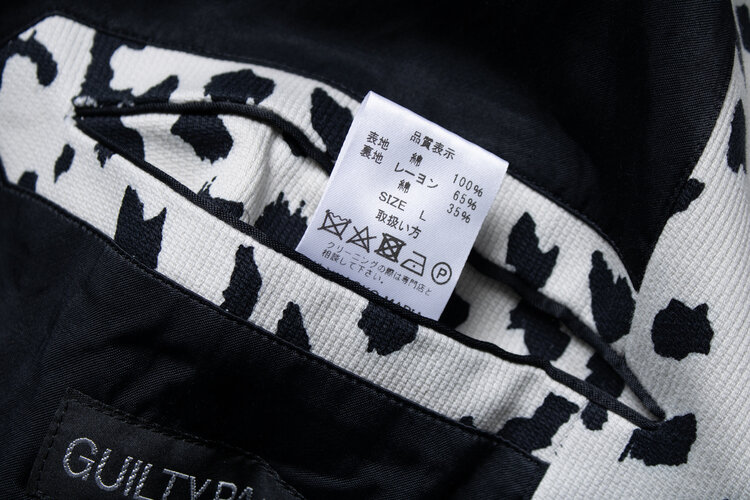 品質表示
表地 綿 100%
裏地 レーヨン 65%
綿 35%
SIZE L
取扱い方
P
クリーニングの際は専門店と
相談して下さい。
GUILTY